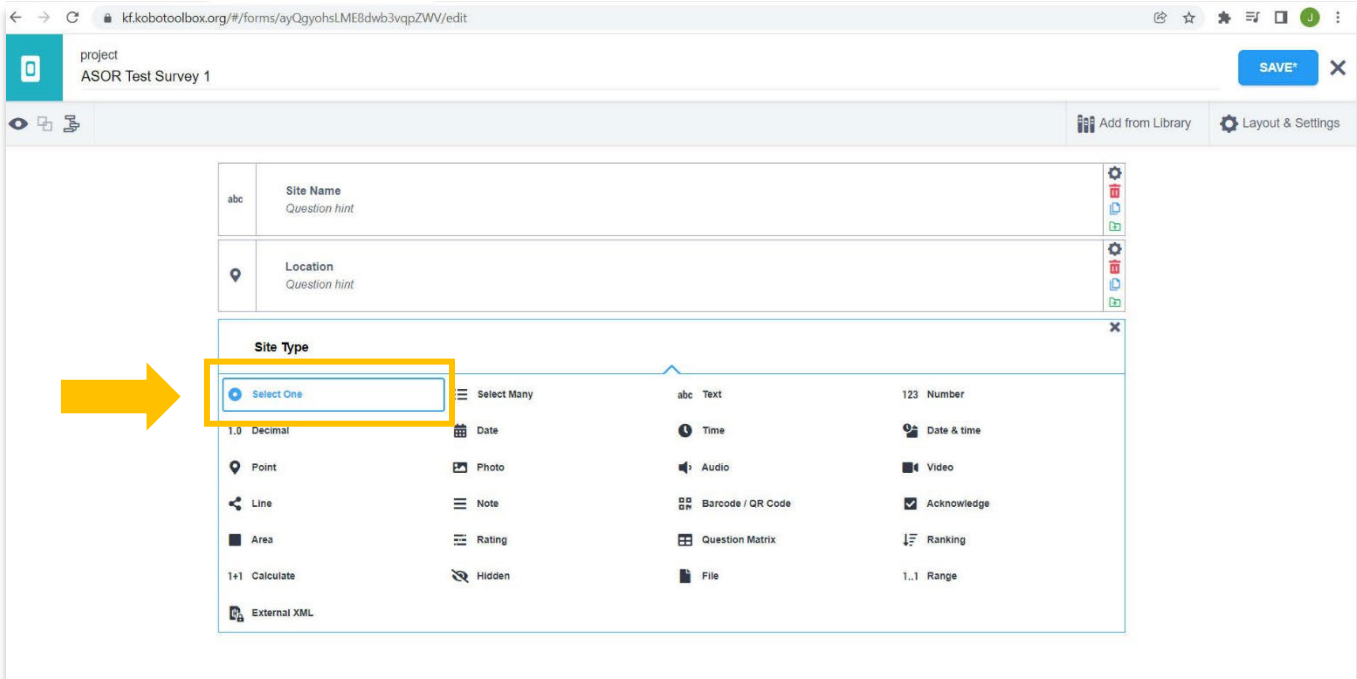 kf.kobotoolbox.org/#/forms/ayQgyohsLME8dwb3vqpZWV/edit
J
project
ASOR Test Survey 1
SAVE*
Add from Library
Layout & Settings
abc
Site Name
Question hint
Location
Question hint
Site Type
Select One
Select Many
abc Text
123 Number
1.0 Decimal
Date
Time
Date & time
Point
Photo
Audio
Video
Line
Note
Barcode / QR Code
Acknowledge
Area
Rating
Question Matrix
Ranking
1+1 Calculate
Hidden
File
1..1 Range
External XML